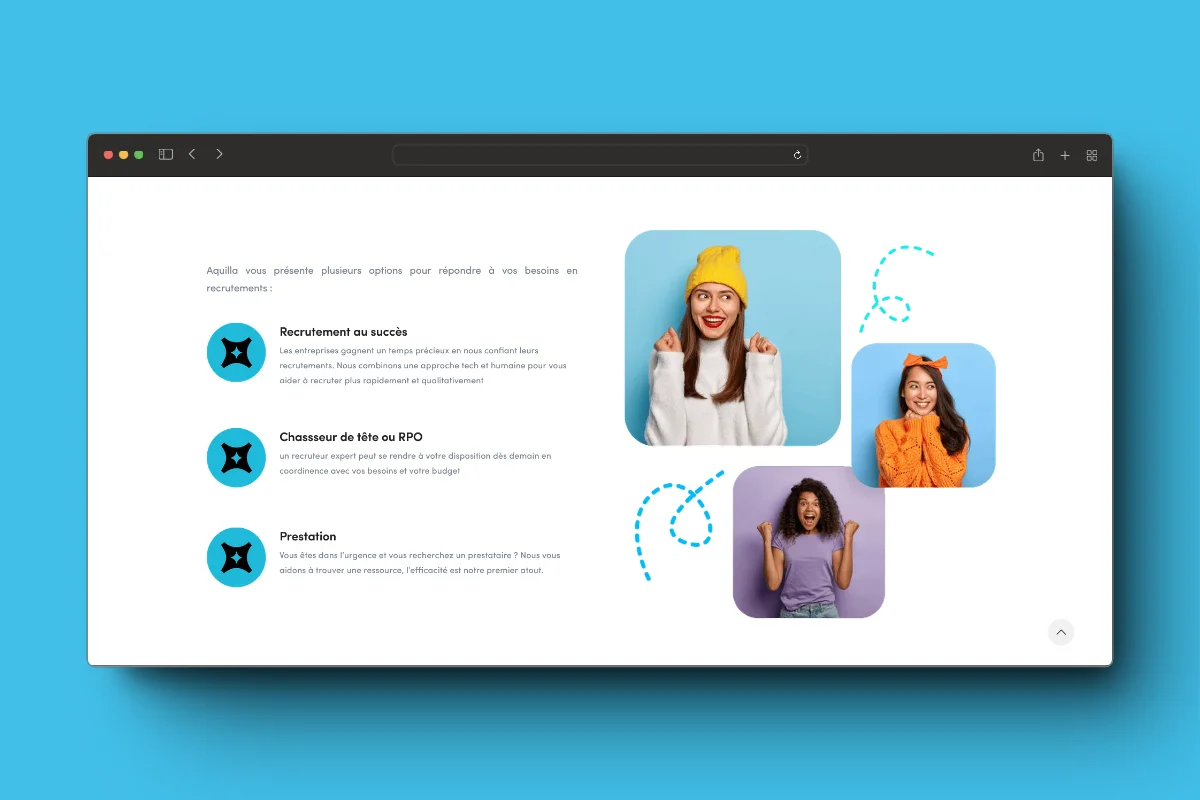 Aquilla vous présente plusieurs options pour répondre à vos besoins en
recrutements :
Recrutement au succès
Les entreprises gagnent un temps précieux en nous confiant leurs
recrutements. Nous combinons une approche tech et humaine pour vous
aider à recruter plus rapidement et qualitativement
Chassseur de tête ou RPO
un recruteur expert peut se rendre à votre disposition dès demain en
coordinence avec vos besoins et votre budget
Prestation
Vous êtes dans l'urgence et vous recherchez un prestataire ? Nous vous
aidons à trouver une ressource, l'efficacité est notre premier atout.